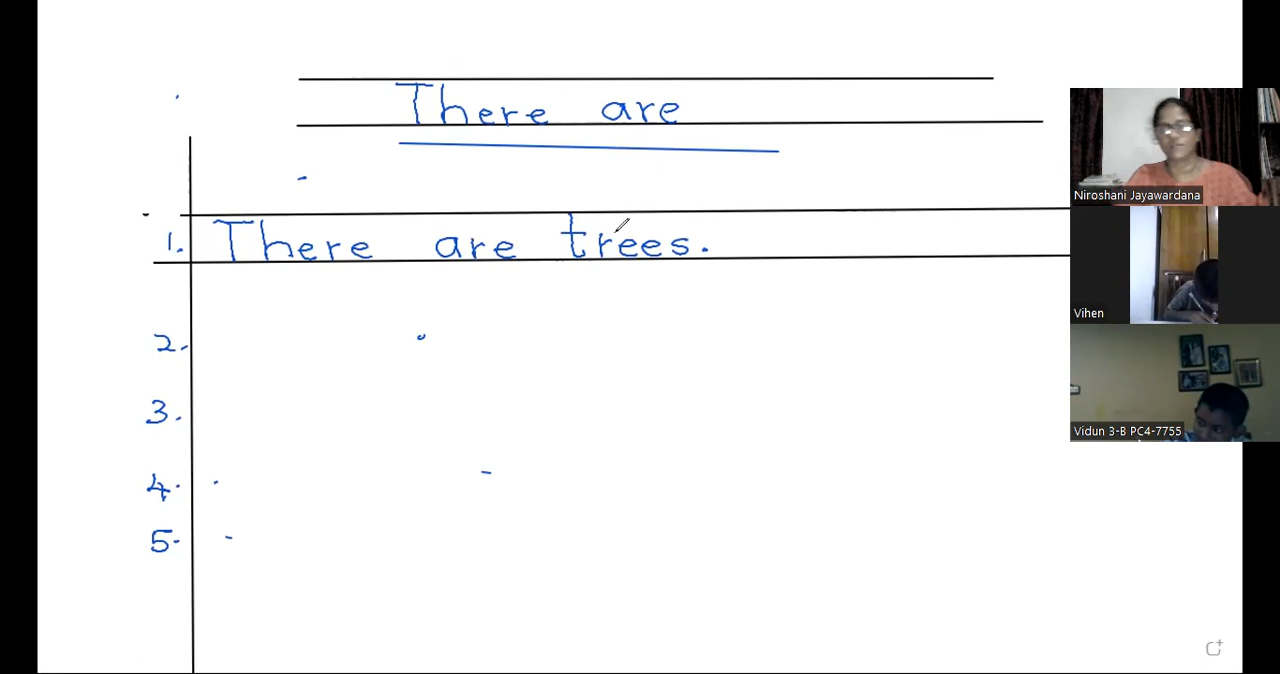 There are
1. There are trees.
2.
3.
4.
5.
Niroshani Jayawardana
Vihen
Vidun 3-B PC4-7755